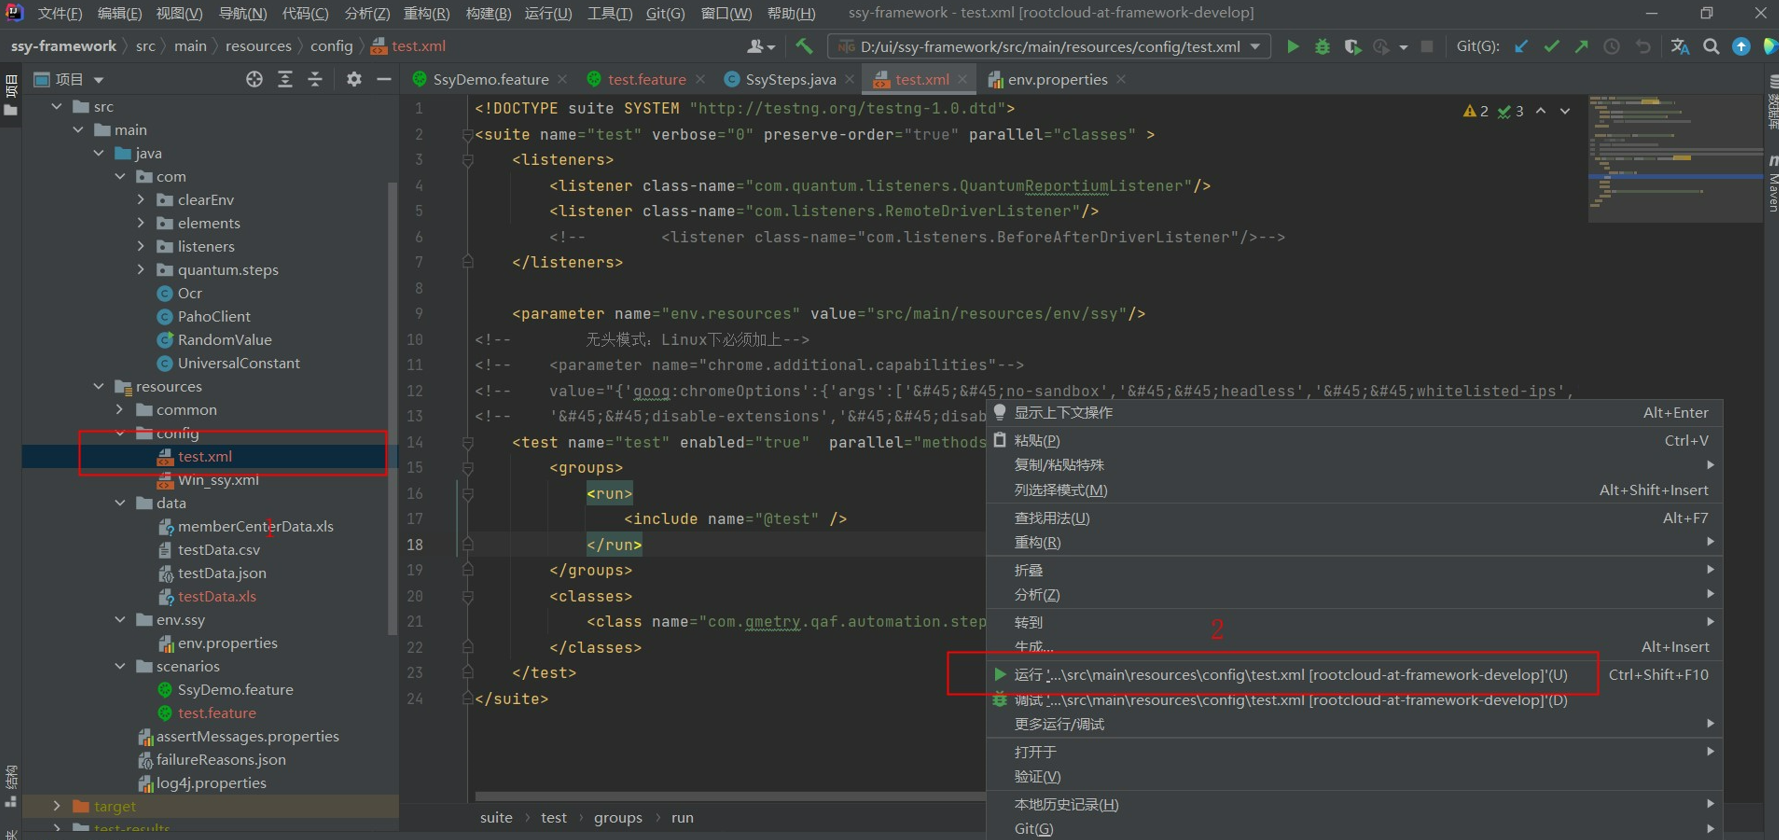 文件(F) 编辑(E) 视图(V) 导航(N) 代码(C) 分析(Z) 重构(R) 构建(B) 运行(U) 工具(T) Git(G) 窗口(W) 帮助(H) ssy-framework - test.xml [rootcloud-at-framework-develop]
ssy-framework src main resources config test.xml D:/ui/ssy-framework/src/main/resources/config/test.xml Git(G):
项目
SsyDemo.feature test.feature SsySteps.java test.xml env.properties
src
main
java
com
clearEnv
elements
listeners
quantum.steps
Ocr
PahoClient
RandomValue
UniversalConstant
resources
common
config
test.xml
Win_ssy.xml
data
memberCenterData.xls
1
testData.csv
testData.json
testData.xls
env.ssy
env.properties
scenarios
SsyDemo.feature
test.feature
assertMessages.properties
failureReasons.json
log4j.properties
target
test-results
项目
结构
夹
1 <!DOCTYPE suite SYSTEM "http://testng.org/testng-1.0.dtd">
2 <suite name="test" verbose="0" preserve-order="true" parallel="classes" >
3 <listeners>
4 <listener class-name="com.quantum.listeners.QuantumReportiumListener"/>
5 <listener class-name="com.listeners.RemoteDriverListener"/>
6 <!-- <listener class-name="com.listeners.BeforeAfterDriverListener"/>-->
7 </listeners>
8
9 <parameter name="env.resources" value="src/main/resources/env/ssy"/>
10 <!-- 无头模式：Linux下必须加上-->
11 <!-- <parameter name="chrome.additional.capabilities"-->
12 <!-- value="{'goog:chromeOptions':{'args':['&#45;&#45;no-sandbox','&#45;&#45;headless','&#45;&#45;whitelisted-ips',
13 <!-- '&#45;&#45;disable-extensions','&#45;&#45;disab
14 <test name="test" enabled="true" parallel="methods
15 <groups>
16 <run>
17 <include name="@test" />
18 </run>
19 </groups>
20 <classes>
21 <class name="com.qmetry.qaf.automation.step
22 </classes>
23 </test>
24 </suite>
2 3
数据库
Maven
显示上下文操作 Alt+Enter
粘贴(P) Ctrl+V
复制/粘贴特殊
列选择模式(M) Alt+Shift+Insert
查找用法(U) Alt+F7
重构(R)
折叠
分析(Z)
转到
2
生成... Alt+Insert
运行 '...\src\main\resources\config\test.xml [rootcloud-at-framework-develop]'(U) Ctrl+Shift+F10
调试 '...\src\main\resources\config\test.xml [rootcloud-at-framework-develop]'(D)
更多运行/调试
打开于
验证(V)
本地历史记录(H)
Git(G)
suite test groups run